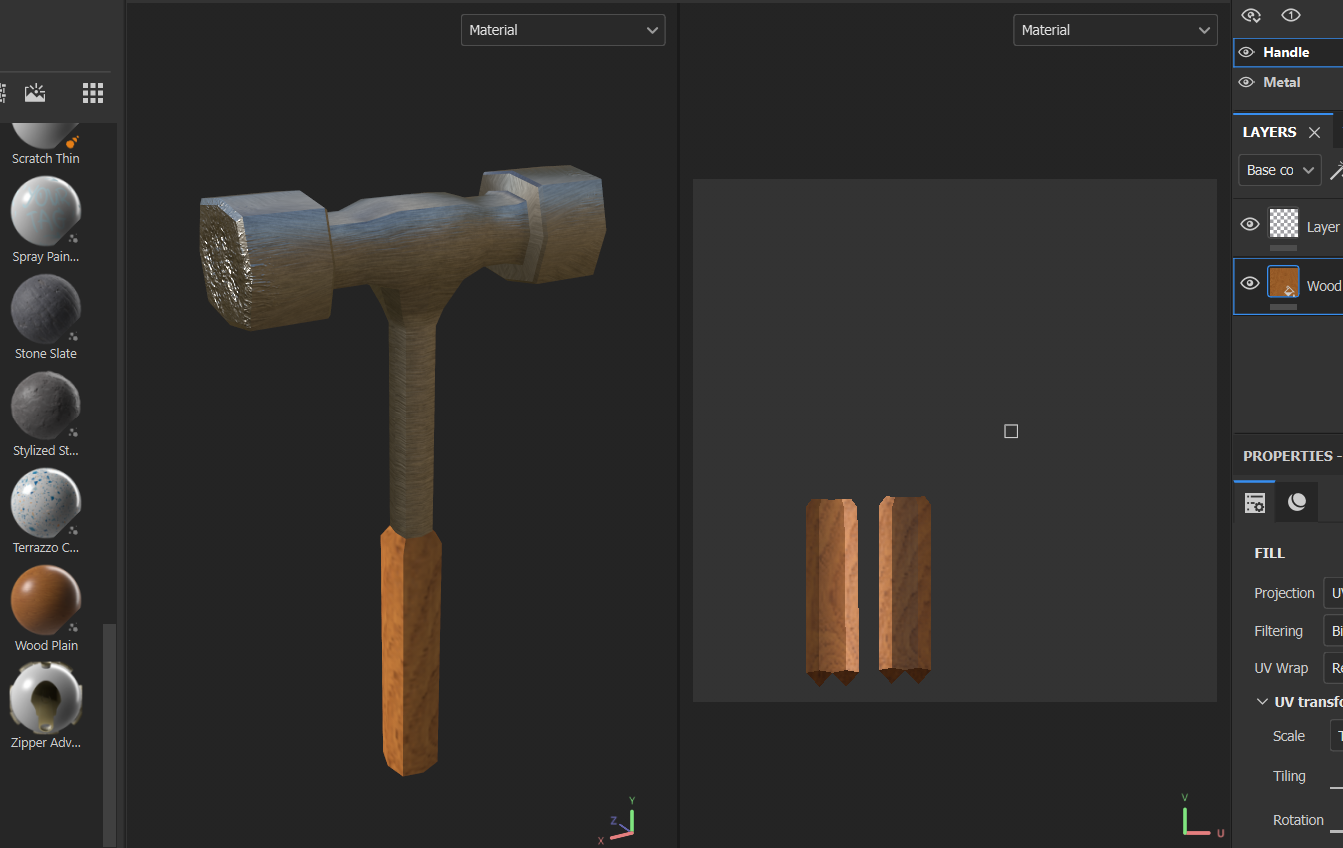 Scratch Thin
Spray Pain...
Stone Slate
Stylized St...
Terrazzo C...
Wood Plain
Zipper Adv...
Material
Y
Z
X
Material
V
U
1
Handle
Metal
LAYERS
Base co
Layer
Wood
PROPERTIES -
FILL
Projection UV
Filtering Bi
UV Wrap Re
UV transfo
Scale T
Tiling
Rotation